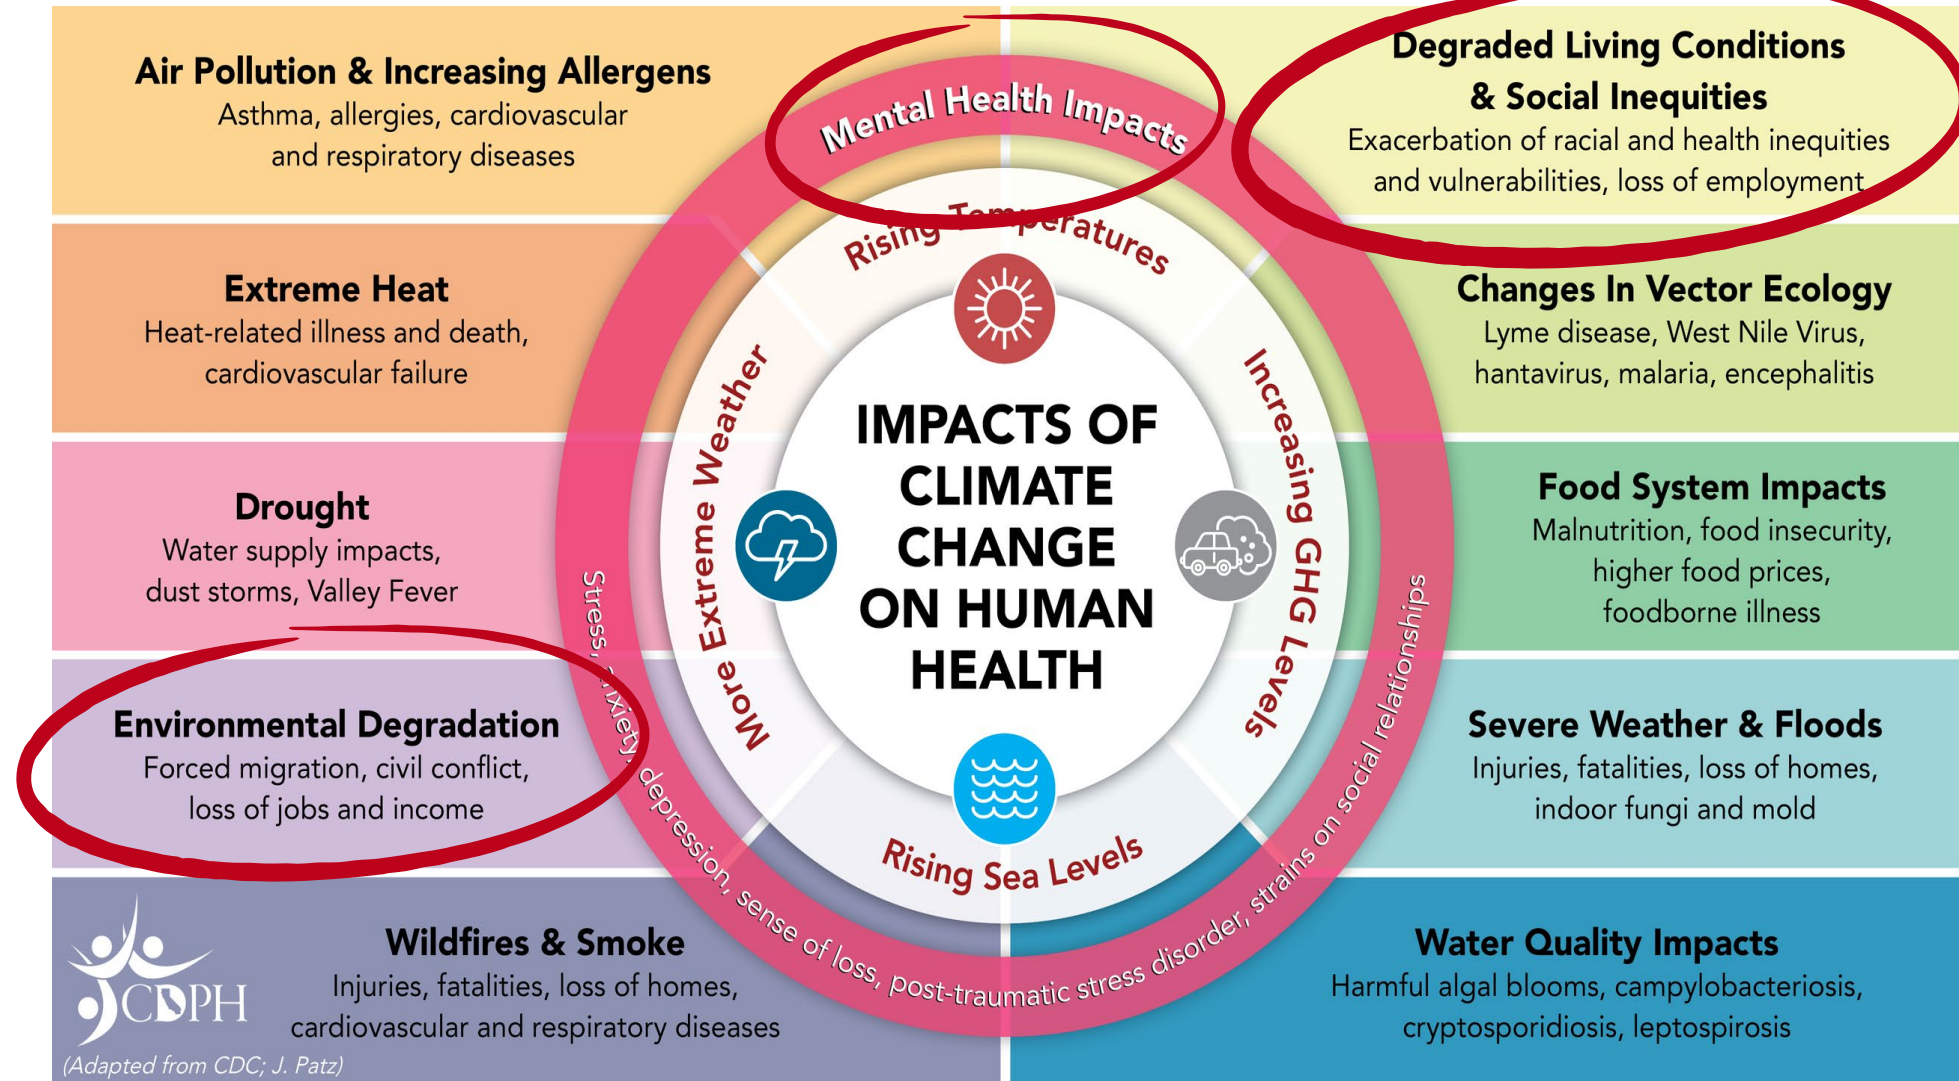 Air Pollution & Increasing Allergens
Asthma, allergies, cardiovascular
and respiratory diseases
Extreme Heat
Heat-related illness and death,
cardiovascular failure
Drought
Water supply impacts,
dust storms, Valley Fever
Environmental Degradation
Forced migration, civil conflict,
loss of jobs and income
Wildfires & Smoke
Injuries, fatalities, loss of homes,
cardiovascular and respiratory diseases
CDPH
(Adapted from CDC; J. Patz)
Mental Health Impacts
Stress, anxiety, depression, sense of loss, post-traumatic stress disorder, strains on social relationships
Rising Temperatures
More Extreme Weather
Increasing GHG Levels
Rising Sea Levels
IMPACTS OF
CLIMATE
CHANGE
ON HUMAN
HEALTH
Degraded Living Conditions
& Social Inequities
Exacerbation of racial and health inequities
and vulnerabilities, loss of employment
Changes In Vector Ecology
Lyme disease, West Nile Virus,
hantavirus, malaria, encephalitis
Food System Impacts
Malnutrition, food insecurity,
higher food prices,
foodborne illness
Severe Weather & Floods
Injuries, fatalities, loss of homes,
indoor fungi and mold
Water Quality Impacts
Harmful algal blooms, campylobacteriosis,
cryptosporidiosis, leptospirosis